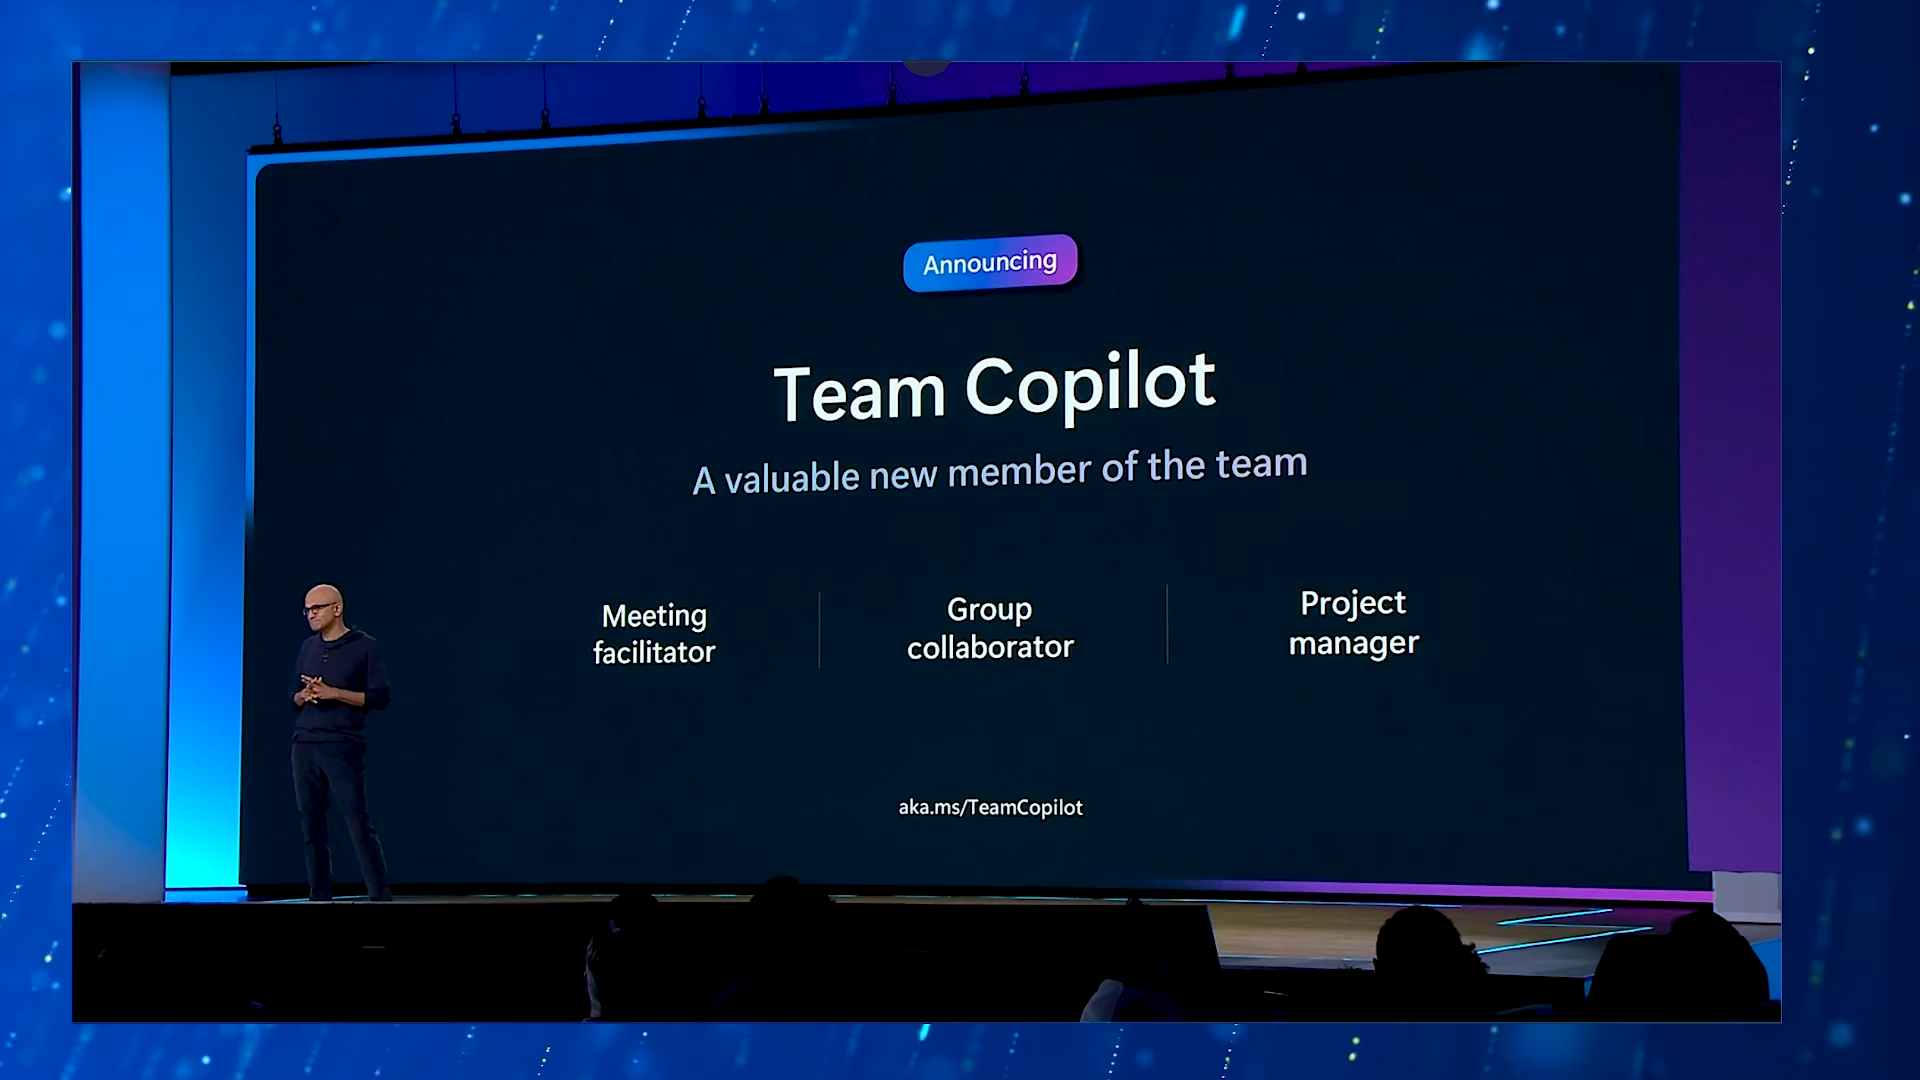 Announcing
Team Copilot
A valuable new member of the team
Meeting
facilitator
Group
collaborator
Project
manager
aka.ms/TeamCopilot